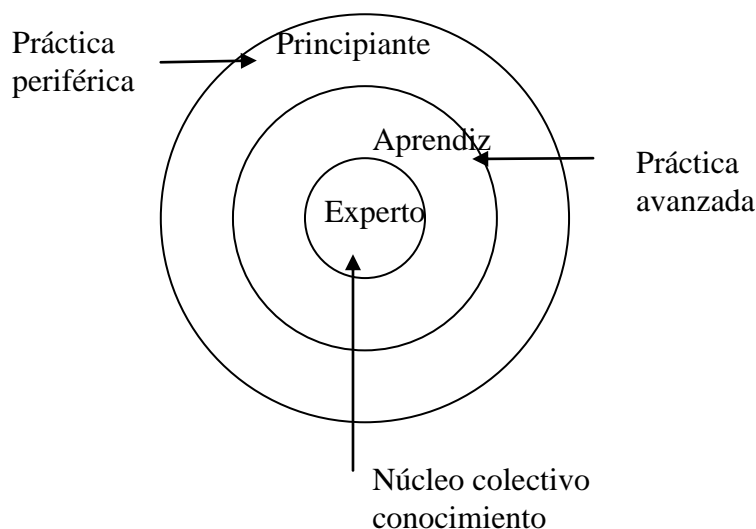 Práctica
periférica
Principiante
Aprendiz
Práctica
avanzada
Experto
Núcleo colectivo
conocimiento